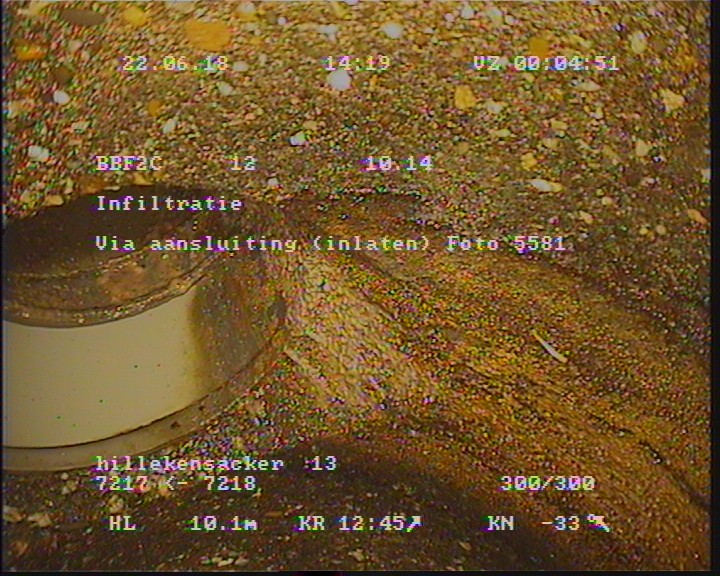 22.06.18 14:19 VZ 00:04:51
BBF2C 12 10.14
Infiltratie
Via aansluiting (inlaten) Foto 5581
hillekensacker 13
7217 <- 7218 300/300
HL 10.1m KR 12:45↗ KN -33